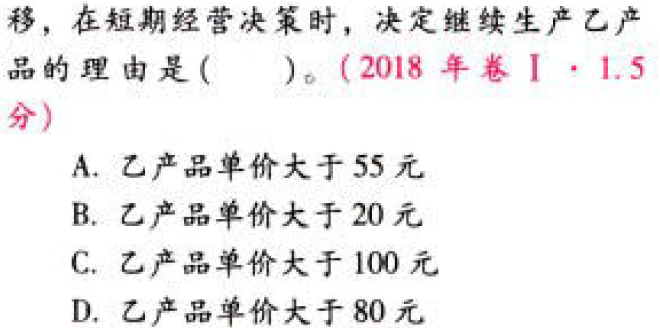 移，在短期经营决策时，决定继续生产乙产
品的理由是(　　)。(2018 年卷 Ⅰ · 1.5
分)
A. 乙产品单价大于 55 元
B. 乙产品单价大于 20 元
C. 乙产品单价大于 100 元
D. 乙产品单价大于 80 元